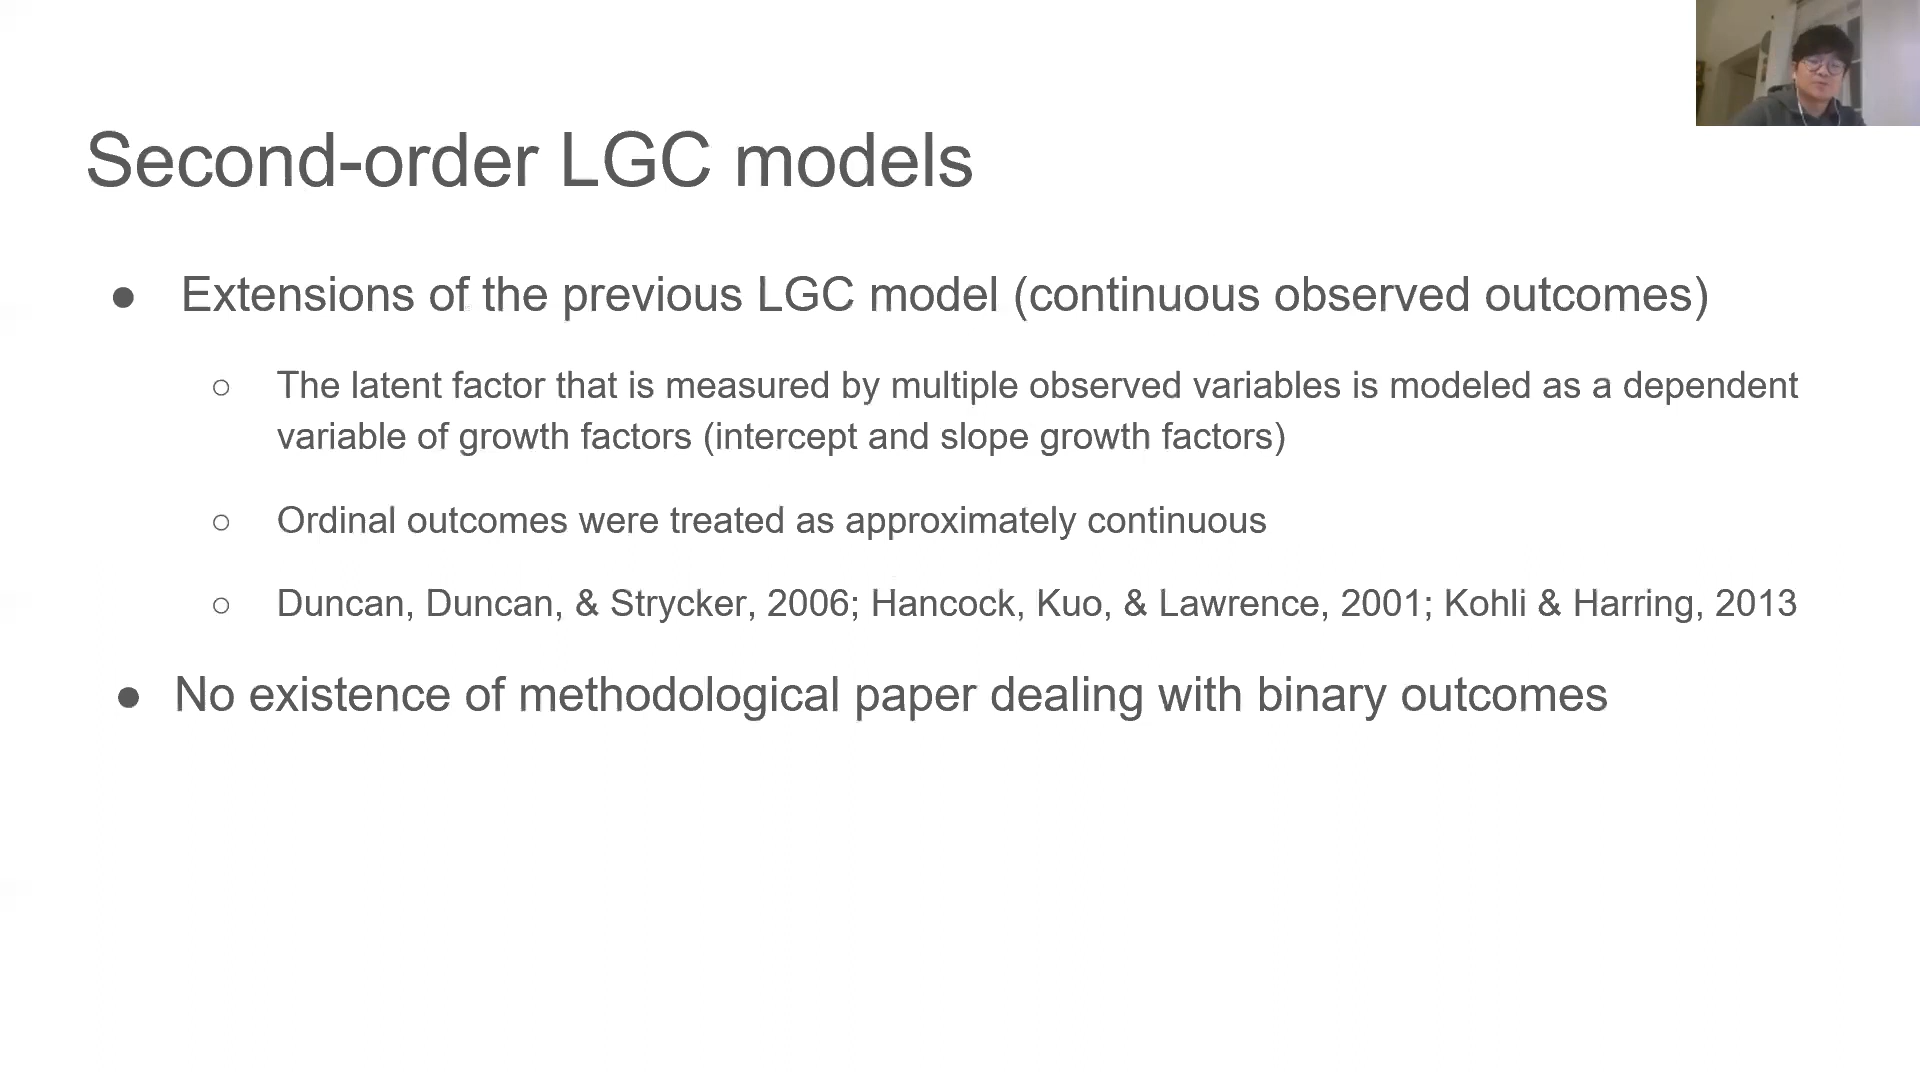 Second-order LGC models
● Extensions of the previous LGC model (continuous observed outcomes)
○ The latent factor that is measured by multiple observed variables is modeled as a dependent
variable of growth factors (intercept and slope growth factors)
○ Ordinal outcomes were treated as approximately continuous
○ Duncan, Duncan, & Strycker, 2006; Hancock, Kuo, & Lawrence, 2001; Kohli & Harring, 2013
● No existence of methodological paper dealing with binary outcomes